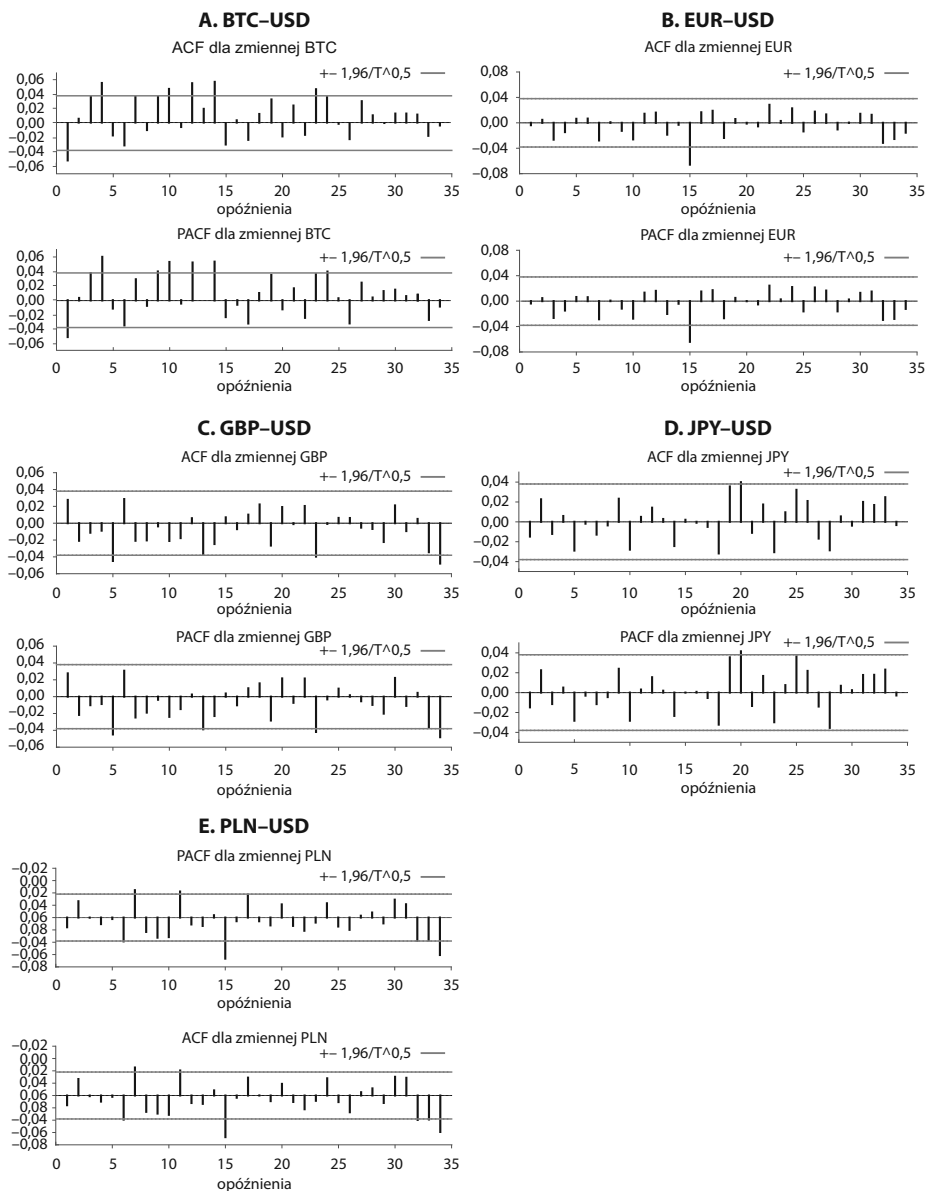 A. BTC–USD
ACF dla zmiennej BTC
+– 1,96/T^0,5
0,06
0,04
0,02
0,00
–0,02
–0,04
–0,06
0 5 10 15 20 25 30 35
opóźnienia
PACF dla zmiennej BTC
+– 1,96/T^0,5
0,06
0,04
0,02
0,00
–0,02
–0,04
–0,06
0 5 10 15 20 25 30 35
opóźnienia
B. EUR–USD
ACF dla zmiennej EUR
+– 1,96/T^0,5
0,08
0,04
0,00
–0,04
–0,08
0 5 10 15 20 25 30 35
opóźnienia
PACF dla zmiennej EUR
+– 1,96/T^0,5
0,08
0,04
0,00
–0,04
–0,08
0 5 10 15 20 25 30 35
opóźnienia
C. GBP–USD
ACF dla zmiennej GBP
+– 1,96/T^0,5
0,06
0,04
0,02
0,00
–0,02
–0,04
–0,06
0 5 10 15 20 25 30 35
opóźnienia
PACF dla zmiennej GBP
+– 1,96/T^0,5
0,06
0,04
0,02
0,00
–0,02
–0,04
–0,06
0 5 10 15 20 25 30 35
opóźnienia
D. JPY–USD
ACF dla zmiennej JPY
+– 1,96/T^0,5
0,04
0,02
0,00
–0,02
–0,04
0 5 10 15 20 25 30 35
opóźnienia
PACF dla zmiennej JPY
+– 1,96/T^0,5
0,04
0,02
0,00
–0,02
–0,04
0 5 10 15 20 25 30 35
opóźnienia
E. PLN–USD
PACF dla zmiennej PLN
+– 1,96/T^0,5
–0,02
0,00
0,02
0,04
0,06
–0,08
–0,04
–0,06
–0,08
0 5 10 15 20 25 30 35
opóźnienia
ACF dla zmiennej PLN
+– 1,96/T^0,5
–0,02
0,00
0,02
0,04
0,06
0,08
–0,04
–0,06
–0,08
0 5 10 15 20 25 30 35
opóźnienia